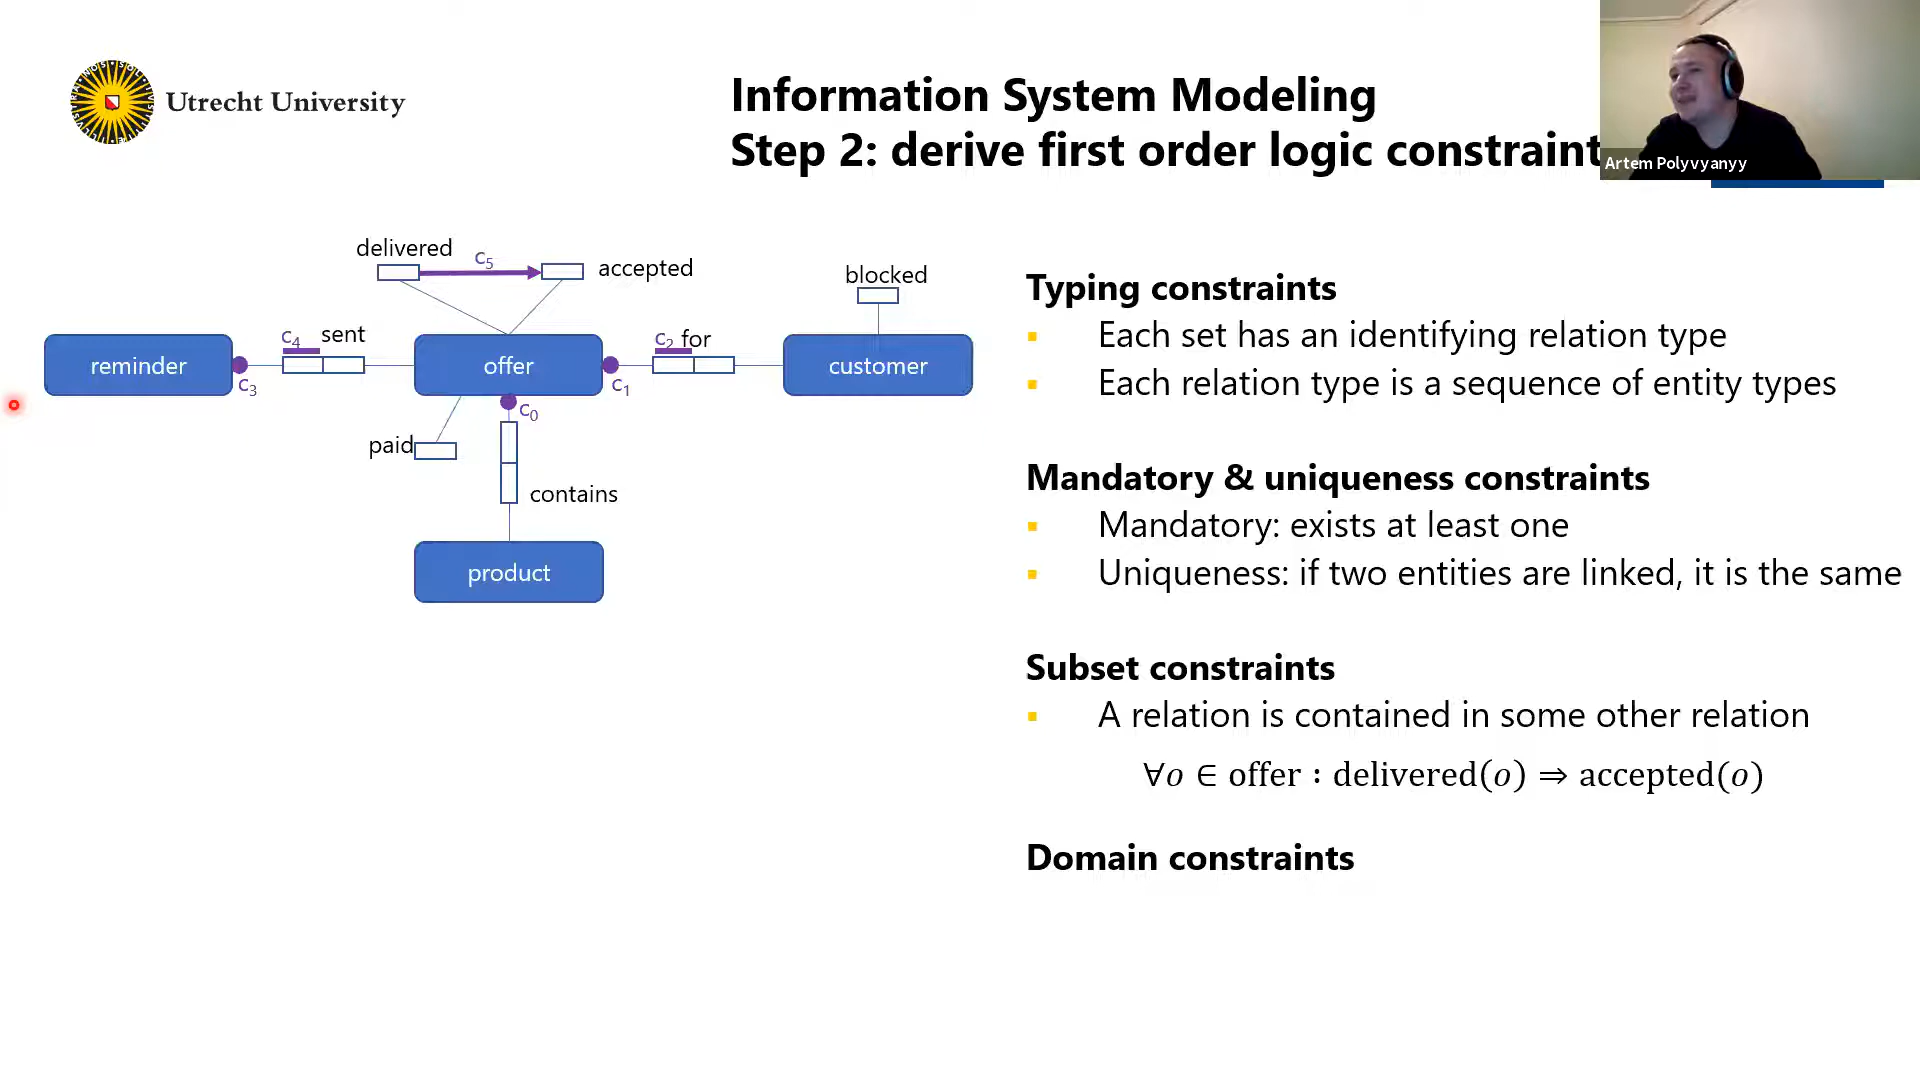 Utrecht University
Information System Modeling
Step 2: derive first order logic constraint
Artem Polyvyanyy
delivered
c5
accepted
blocked
c4 sent
c2 for
reminder
offer
customer
c3
c1
c0
paid
contains
product
Typing constraints
▪ Each set has an identifying relation type
▪ Each relation type is a sequence of entity types
Mandatory & uniqueness constraints
▪ Mandatory: exists at least one
▪ Uniqueness: if two entities are linked, it is the same
Subset constraints
▪ A relation is contained in some other relation
∀o ∈ offer : delivered(o) ⇒ accepted(o)
Domain constraints